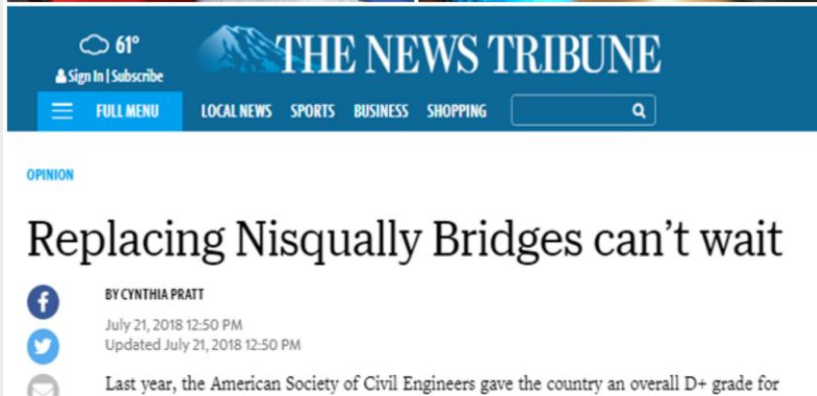 61°
Sign In | Subscribe
THE NEWS TRIBUNE
FULL MENU LOCAL NEWS SPORTS BUSINESS SHOPPING
OPINION
Replacing Nisqually Bridges can't wait
BY CYNTHIA PRATT
July 21, 2018 12:50 PM
Updated July 21, 2018 12:50 PM
Last year, the American Society of Civil Engineers gave the country an overall D+ grade for